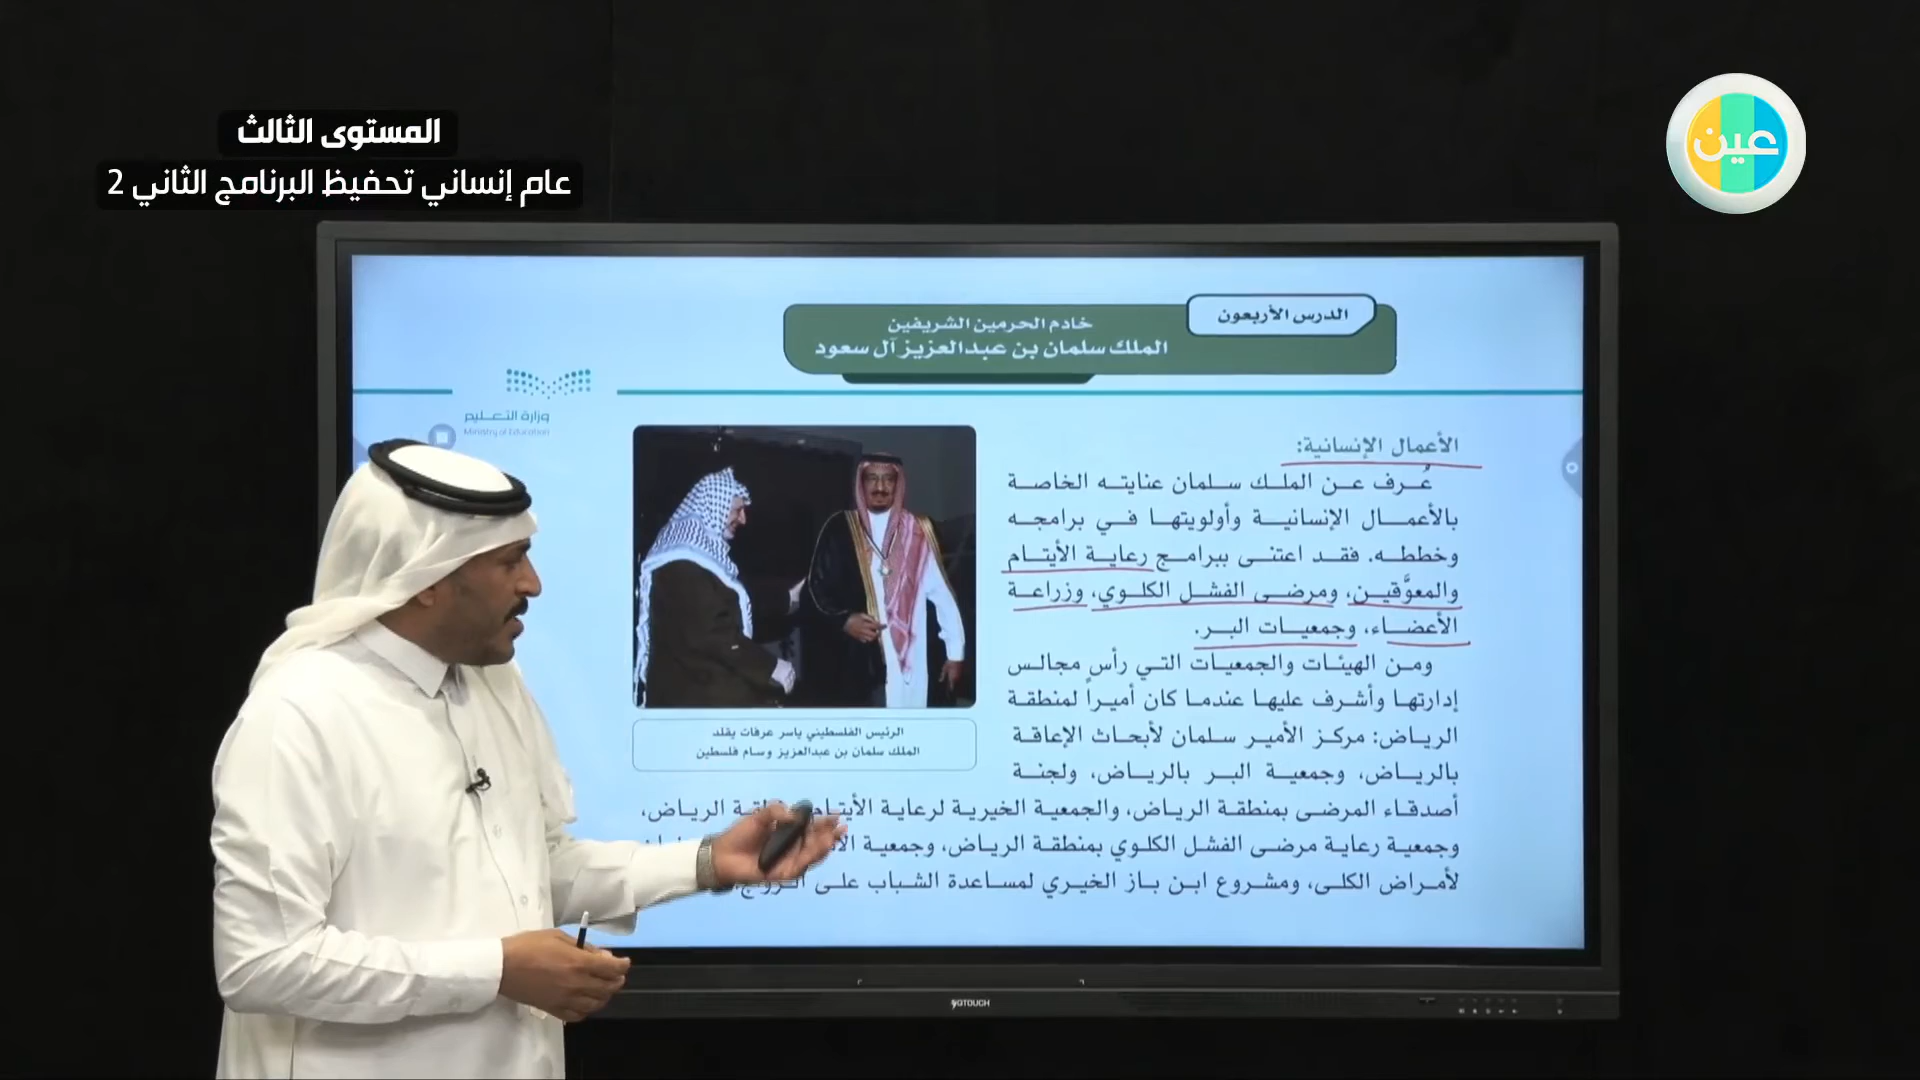 المستوى الثالث
عام إنساني تحفيظ البرنامج الثاني 2
عين
الدرس الأربعون
خادم الحرمين الشريفين
الملك سلمان بن عبدالعزيز آل سعود
وزارة التعليم
Ministry of Education
الأعمال الإنسانية:
عُرف عن الملك سلمان عنايته الخاصة
بالأعمال الإنسانية وأولويتها في برامجه
وخططه. فقد اعتنى ببرامج رعاية الأيتام
والمعوَّقين، ومرضى الفشل الكلوي، وزراعة
الأعضاء، وجمعيات البر.
ومن الهيئات والجمعيات التي رأس مجالس
إدارتها وأشرف عليها عندما كان أميراً لمنطقة
الرياض: مركز الأمير سلمان لأبحاث الإعاقة
بالرياض، وجمعية البر بالرياض، ولجنة
أصدقاء المرضى بمنطقة الرياض، والجمعية الخيرية لرعاية الأيتام بمنطقة الرياض،
وجمعية رعاية مرضى الفشل الكلوي بمنطقة الرياض، وجمعية
لأمراض الكلى، ومشروع ابن باز الخيري لمساعدة الشباب على الزواج،
الرئيس الفلسطيني ياسر عرفات يقلد
الملك سلمان بن عبدالعزيز وسام فلسطين
YQTOUCH